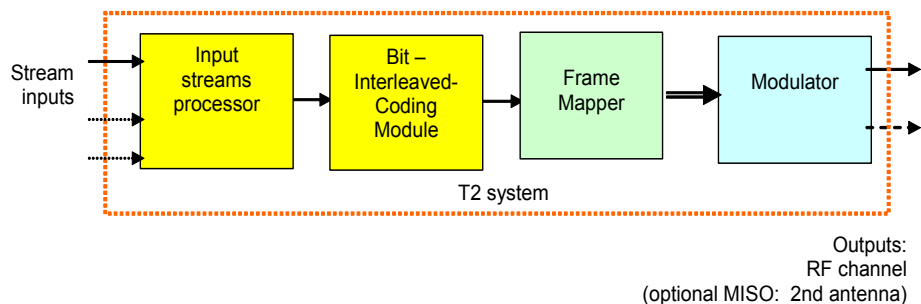 Stream
inputs
Input
streams
processor
Bit –
Interleaved-
Coding
Module
Frame
Mapper
Modulator
T2 system
Outputs:
RF channel
(optional MISO: 2nd antenna)